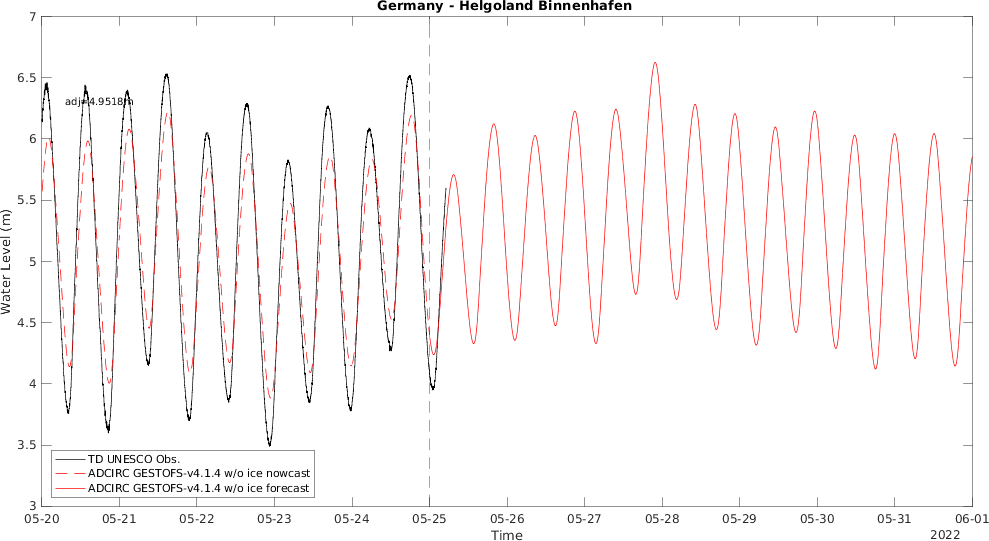 Germany - Helgoland Binnenhafen
7
6.5
6
5.5
5
4.5
4
3.5
3
Water Level (m)
adj=4.9518m
TD UNESCO Obs.
ADCIRC GESTOFS-v4.1.4 w/o ice nowcast
ADCIRC GESTOFS-v4.1.4 w/o ice forecast
05-20 05-21 05-22 05-23 05-24 05-25 05-26 05-27 05-28 05-29 05-30 05-31 06-01
Time
2022